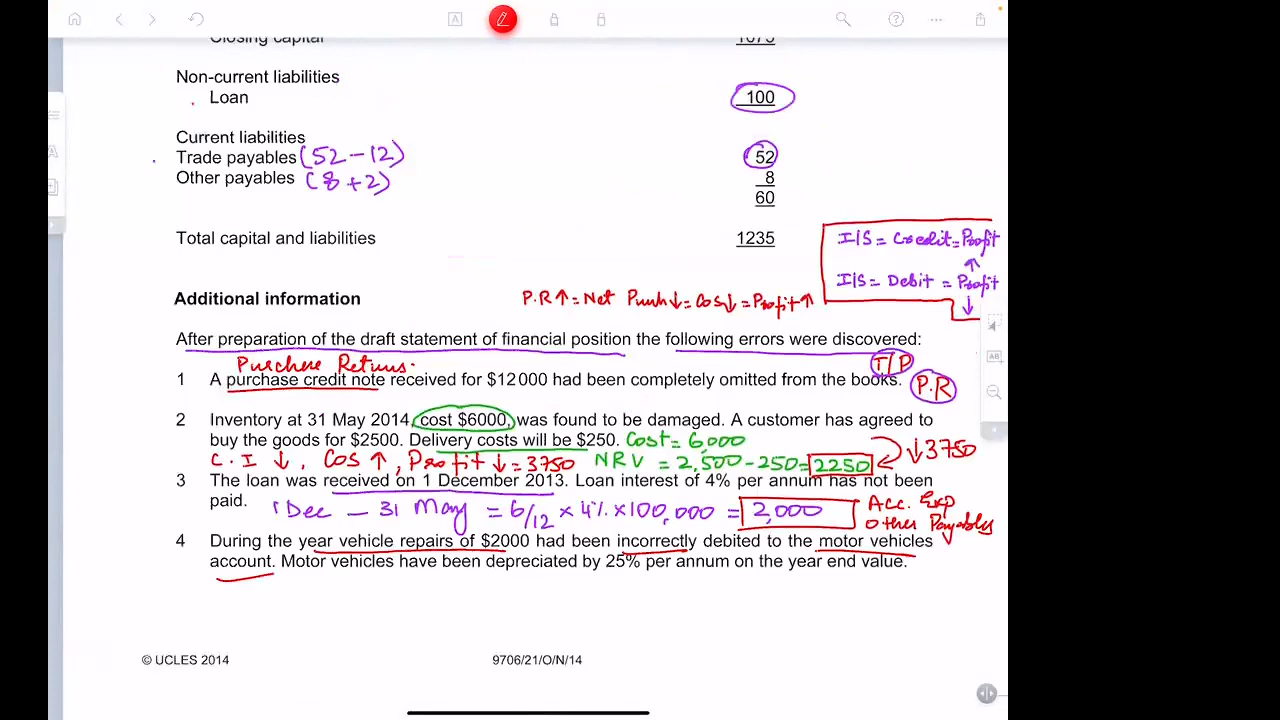 Closing capital 1075
Non-current liabilities
Loan 100
Current liabilities
Trade payables (52 - 12) 52
Other payables (8 + 2) 8
60
Total capital and liabilities 1235
I/S = Credit = Profit ↑
I/S = Debit = Profit ↓
Additional information
P.R ↑ = Net Purch ↓ = COS ↓ = Profit ↑
After preparation of the draft statement of financial position the following errors were discovered:
Purchase Returns. T/P
1 A purchase credit note received for $12 000 had been completely omitted from the books. P.R
2 Inventory at 31 May 2014, cost $6000, was found to be damaged. A customer has agreed to
buy the goods for $2500. Delivery costs will be $250. Cost = 6,000 ↓ 3750
C.I ↓, COS ↑, Profit ↓ = 3750 NRV = 2,500 - 250 = 2250
3 The loan was received on 1 December 2013. Loan interest of 4% per annum has not been
paid. 1 Dec - 31 May = 6/12 x 4% x 100,000 = 2,000 Acc. Exp
Other Payables
4 During the year vehicle repairs of $2000 had been incorrectly debited to the motor vehicles
account. Motor vehicles have been depreciated by 25% per annum on the year end value.
© UCLES 2014 9706/21/O/N/14